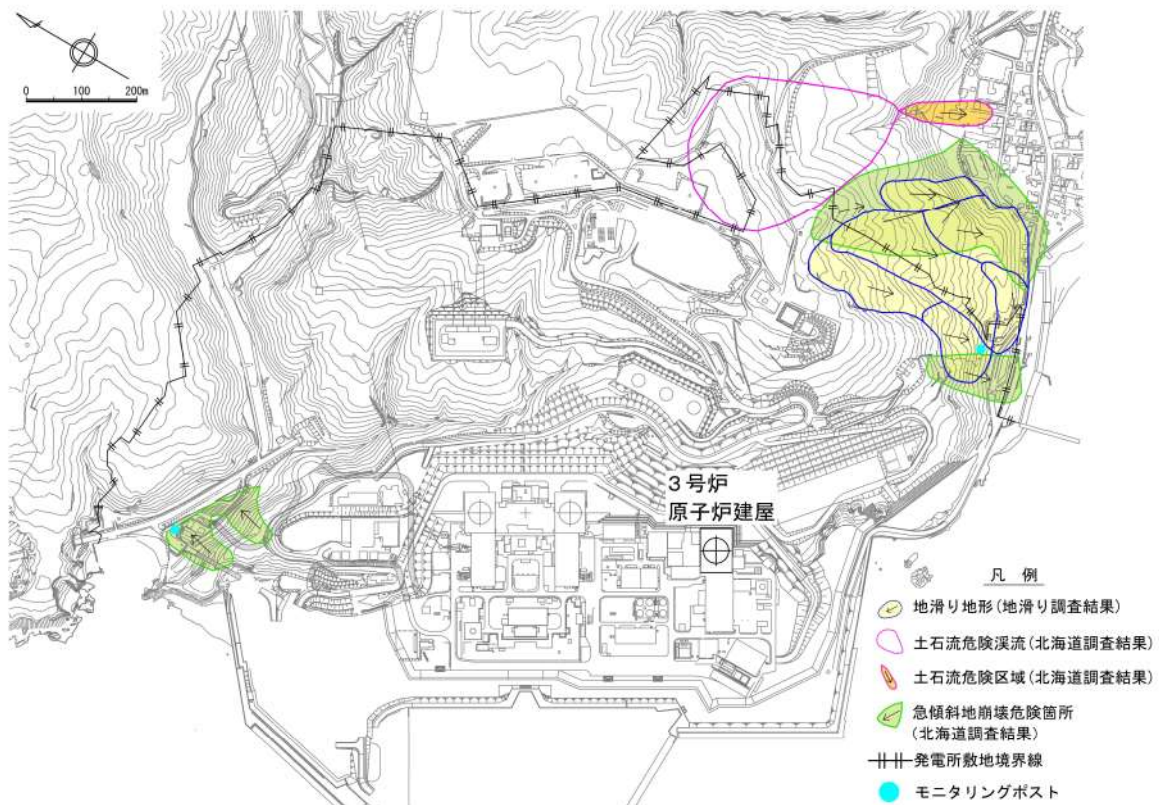 0 100 200m
3号炉
原子炉建屋
凡 例
地滑り地形(地滑り調査結果)
土石流危険渓流(北海道調査結果)
土石流危険区域(北海道調査結果)
急傾斜地崩壊危険箇所
(北海道調査結果)
発電所敷地境界線
モニタリングポスト